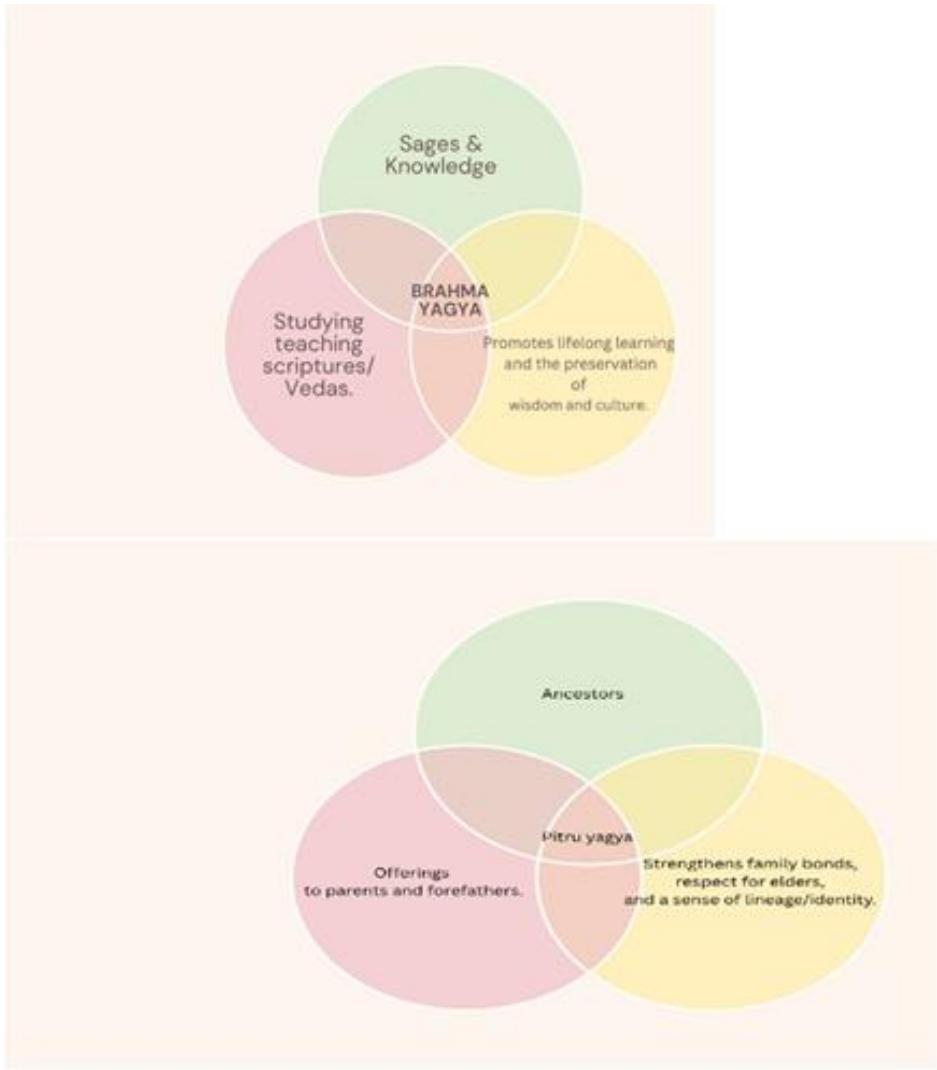 Sages &
Knowledge
BRAHMA
YAGYA
Studying
teaching
scriptures/
Vedas.
Promotes lifelong learning
and the preservation
of
wisdom and culture.
Ancestors
Pitru yagya
Offerings
to parents and forefathers.
Strengthens family bonds,
respect for elders,
and a sense of lineage/identity.